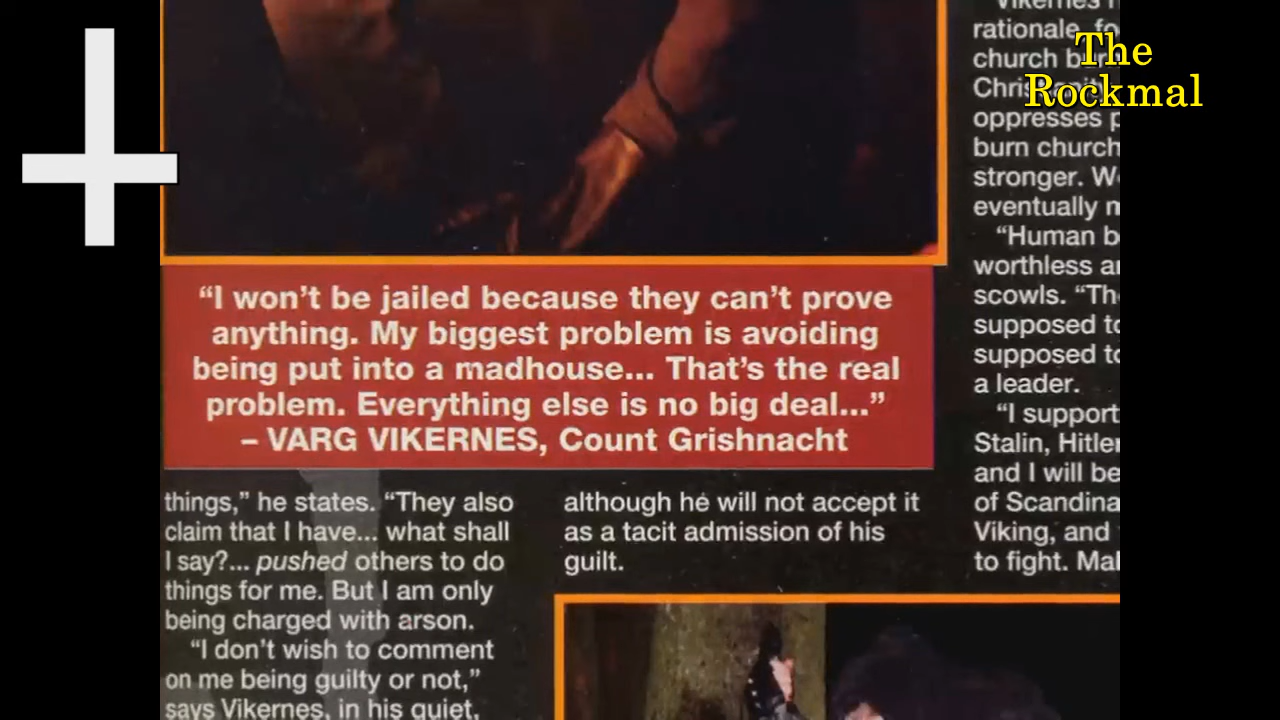 The
Rockmal
“I won’t be jailed because they can’t prove
anything. My biggest problem is avoiding
being put into a madhouse... That’s the real
problem. Everything else is no big deal...”
– VARG VIKERNES, Count Grishnacht
things,” he states. “They also
claim that I have... what shall
I say?... pushed others to do
things for me. But I am only
being charged with arson.
“I don’t wish to comment
on me being guilty or not,”
says Vikernes, in his quiet,
although he will not accept it
as a tacit admission of his
guilt.
Vikernes
rationale,
church
oppresses
burn church
stronger.
eventually
“Human
worthless
scowls.
supposed
supposed
a leader.
“I support
Stalin, Hitler
and I will be
of Scandina
Viking, and
to fight.